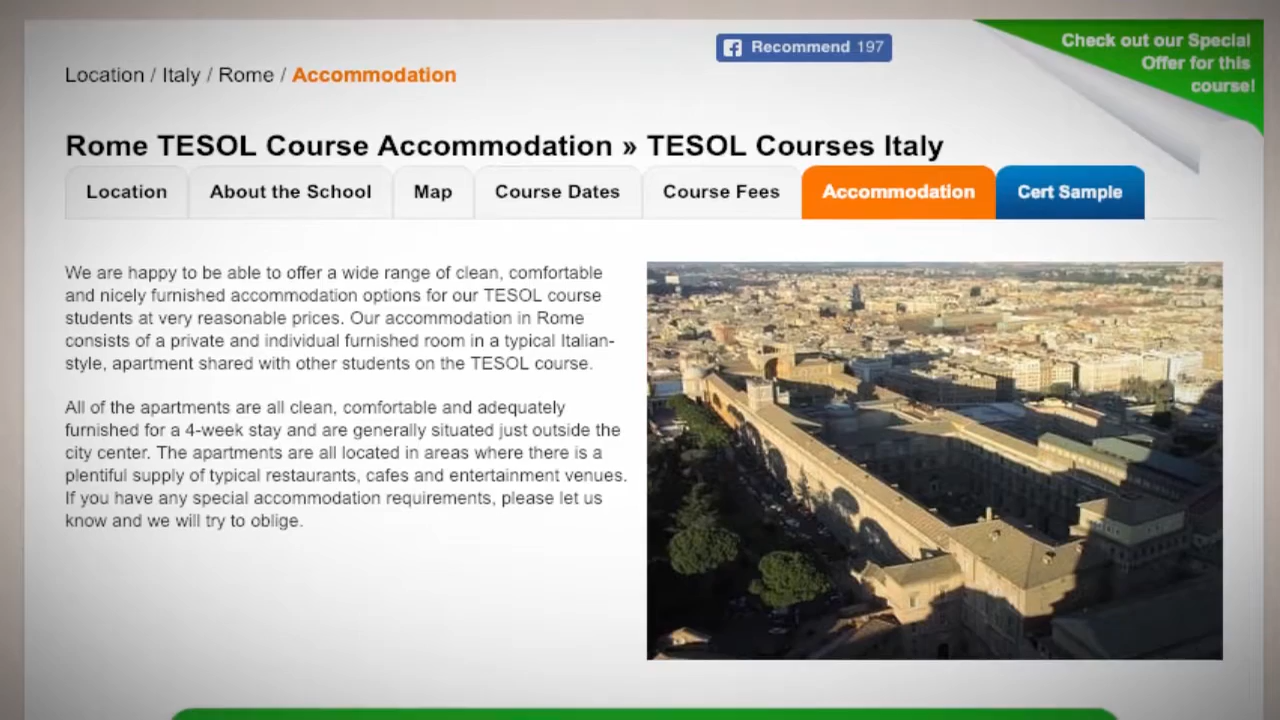 Recommend 197
Check out our Special
Offer for this
course!
Location / Italy / Rome / Accommodation
Rome TESOL Course Accommodation » TESOL Courses Italy
Location
About the School
Map
Course Dates
Course Fees
Accommodation
Cert Sample
We are happy to be able to offer a wide range of clean, comfortable
and nicely furnished accommodation options for our TESOL course
students at very reasonable prices. Our accommodation in Rome
consists of a private and individual furnished room in a typical Italian-
style, apartment shared with other students on the TESOL course.
All of the apartments are all clean, comfortable and adequately
furnished for a 4-week stay and are generally situated just outside the
city center. The apartments are all located in areas where there is a
plentiful supply of typical restaurants, cafes and entertainment venues.
If you have any special accommodation requirements, please let us
know and we will try to oblige.